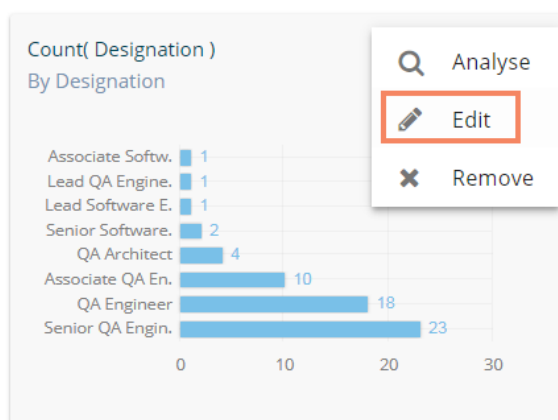 Count( Designation )
By Designation
Analyse
Edit
Remove
Associate Softw. 1
Lead QA Engine. 1
Lead Software E. 1
Senior Software. 2
QA Architect 4
Associate QA En. 10
QA Engineer 18
Senior QA Engin. 23
0 10 20 30